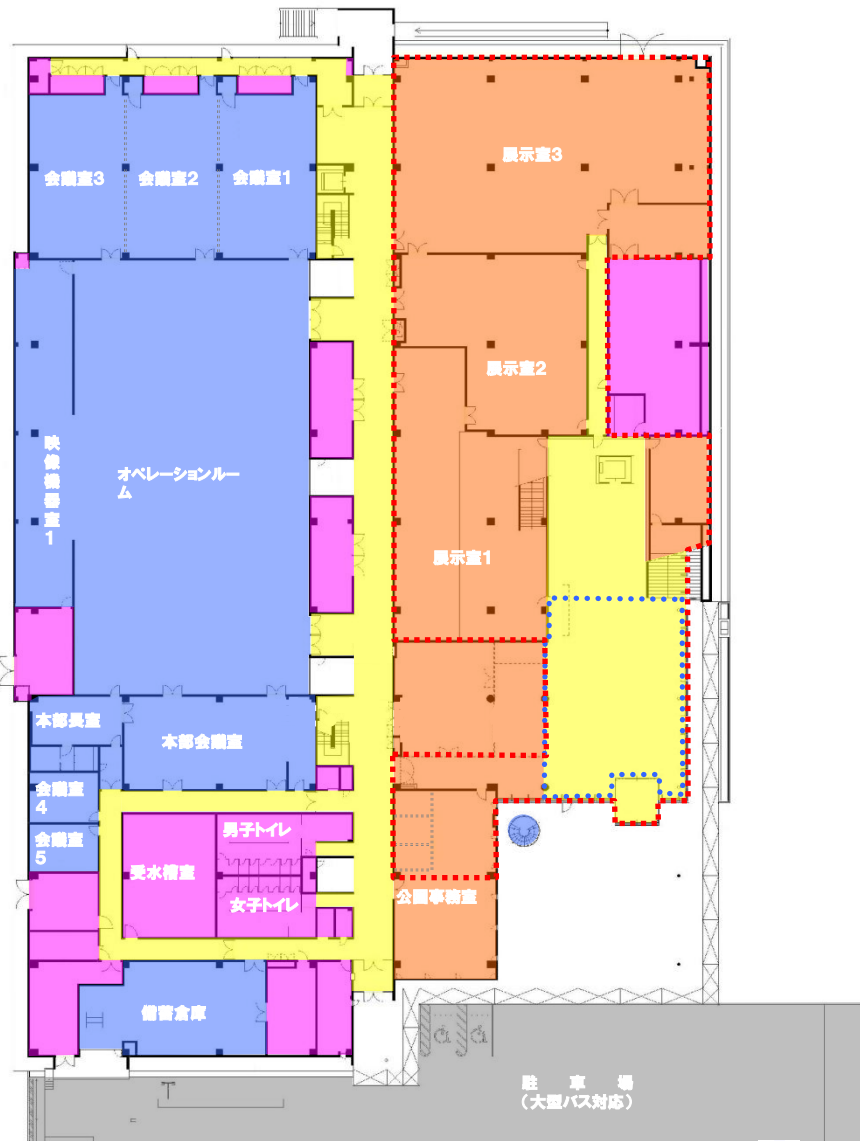 会議室3
会議室2
会議室1
展示室3
展示室2
映像機器室1
オペレーションルー
ム
展示室1
本部長室
本部会議室
会議室
4
会議室
5
男子トイレ
受水槽室
女子トイレ
公園事務室
備蓄倉庫
駐車場
（大型バス対応）